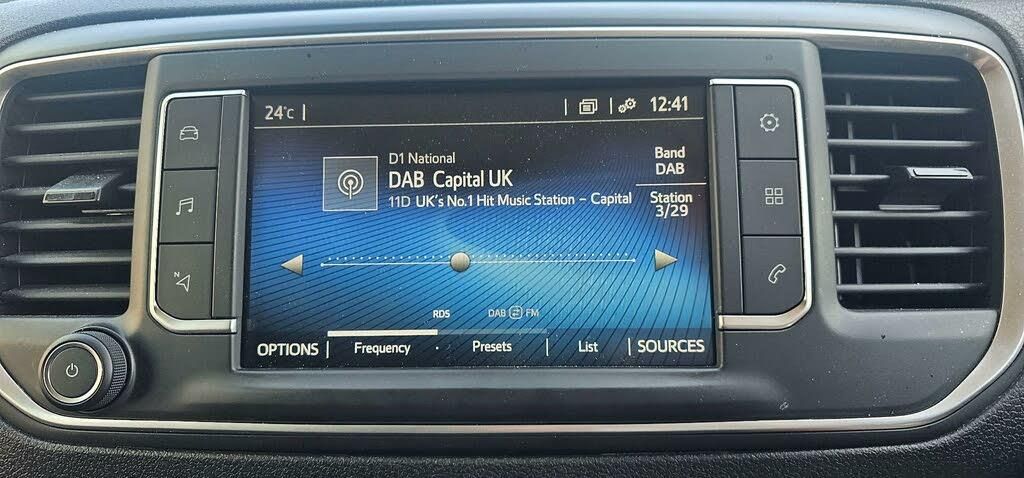 24°C
12:41
D1 National
DAB Capital UK
11D UK's No.1 Hit Music Station – Capital
Band
DAB
Station
3/29
RDS
DAB FM
OPTIONS Frequency Presets List SOURCES
N